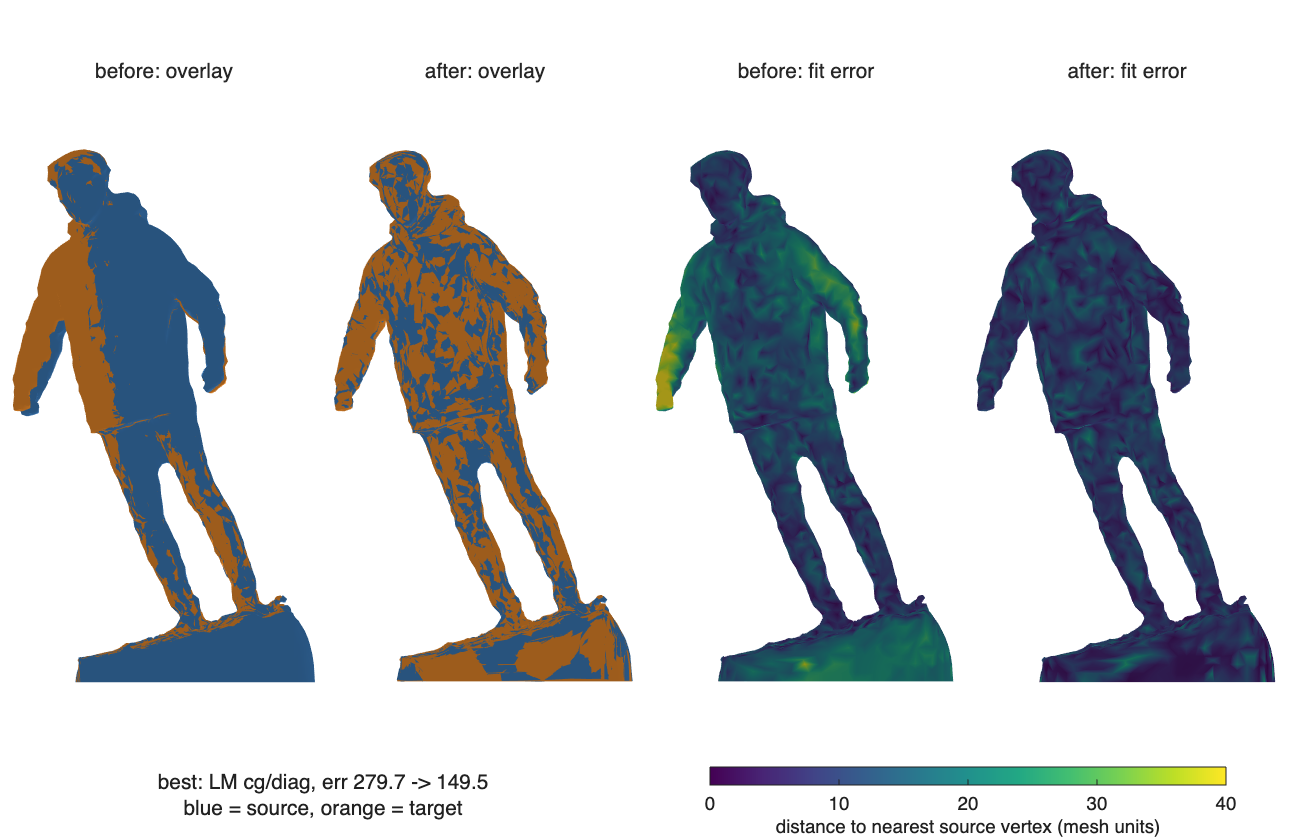 before: overlay
after: overlay
before: fit error
after: fit error
best: LM cg/diag, err 279.7 -> 149.5
blue = source, orange = target
0 10 20 30 40
distance to nearest source vertex (mesh units)